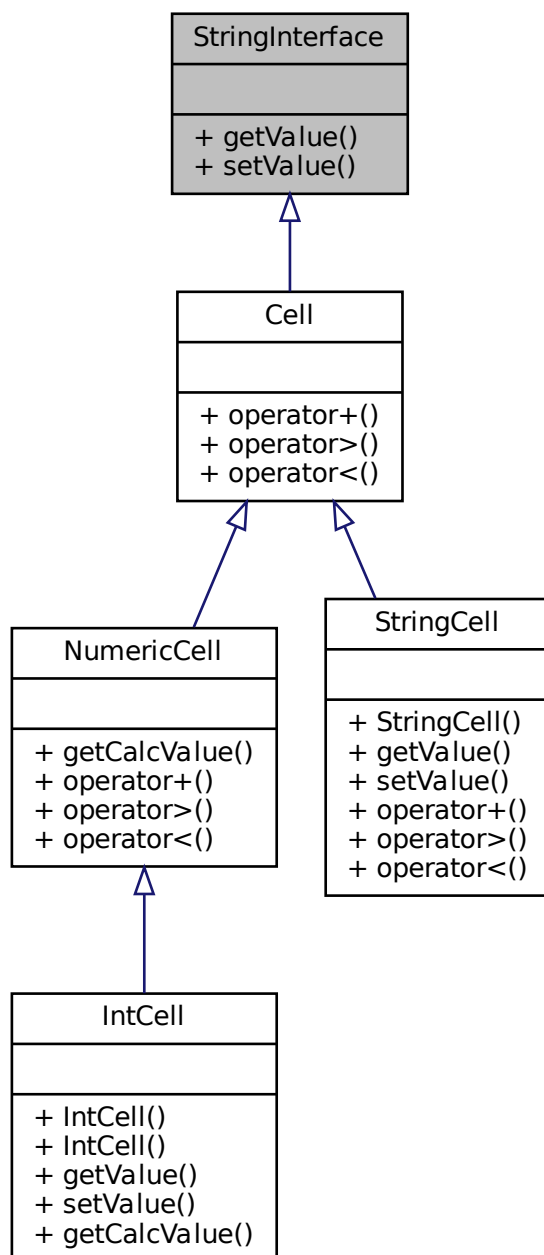 StringInterface
+ getValue()
+ setValue()
Cell
+ operator+()
+ operator>()
+ operator<()
NumericCell
+ getCalcValue()
+ operator+()
+ operator>()
+ operator<()
StringCell
+ StringCell()
+ getValue()
+ setValue()
+ operator+()
+ operator>()
+ operator<()
IntCell
+ IntCell()
+ IntCell()
+ getValue()
+ setValue()
+ getCalcValue()